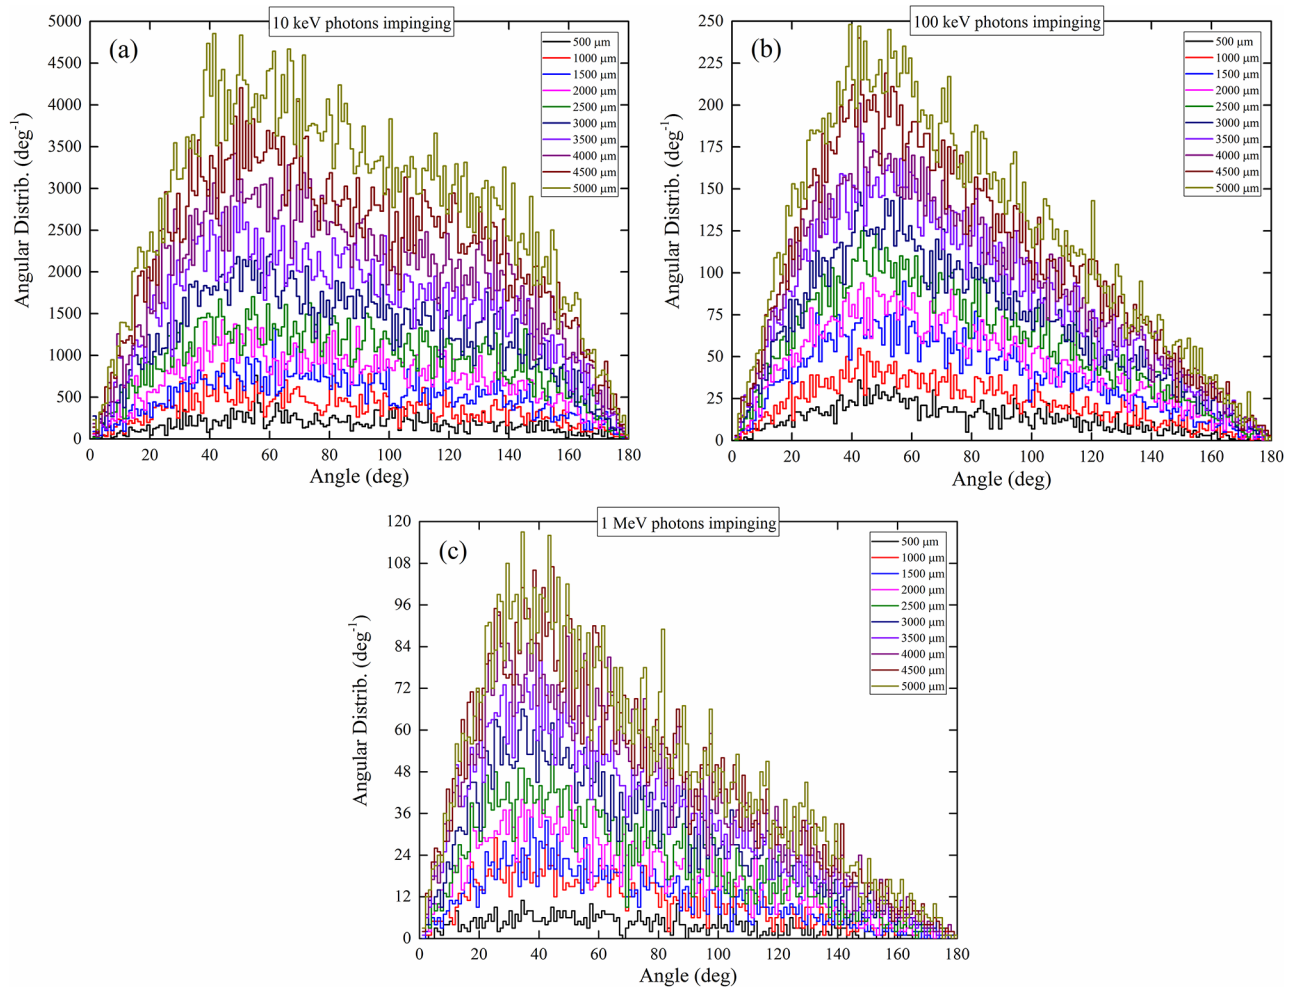 10 keV photons impinging
(a)
500 μm
1000 μm
1500 μm
2000 μm
2500 μm
3000 μm
3500 μm
4000 μm
4500 μm
5000 μm
5000
4500
4000
3500
3000
2500
2000
1500
1000
500
0
Angular Distrib. (deg⁻¹)
0 20 40 60 80 100 120 140 160 180
Angle (deg)
100 keV photons impinging
(b)
500 μm
1000 μm
1500 μm
2000 μm
2500 μm
3000 μm
3500 μm
4000 μm
4500 μm
5000 μm
250
225
200
175
150
125
100
75
50
25
0
Angular Distrib. (deg⁻¹)
0 20 40 60 80 100 120 140 160 180
Angle (deg)
1 MeV photons impinging
(c)
500 μm
1000 μm
1500 μm
2000 μm
2500 μm
3000 μm
3500 μm
4000 μm
4500 μm
5000 μm
120
108
96
84
72
60
48
36
24
12
0
Angular Distrib. (deg⁻¹)
0 20 40 60 80 100 120 140 160 180
Angle (deg)